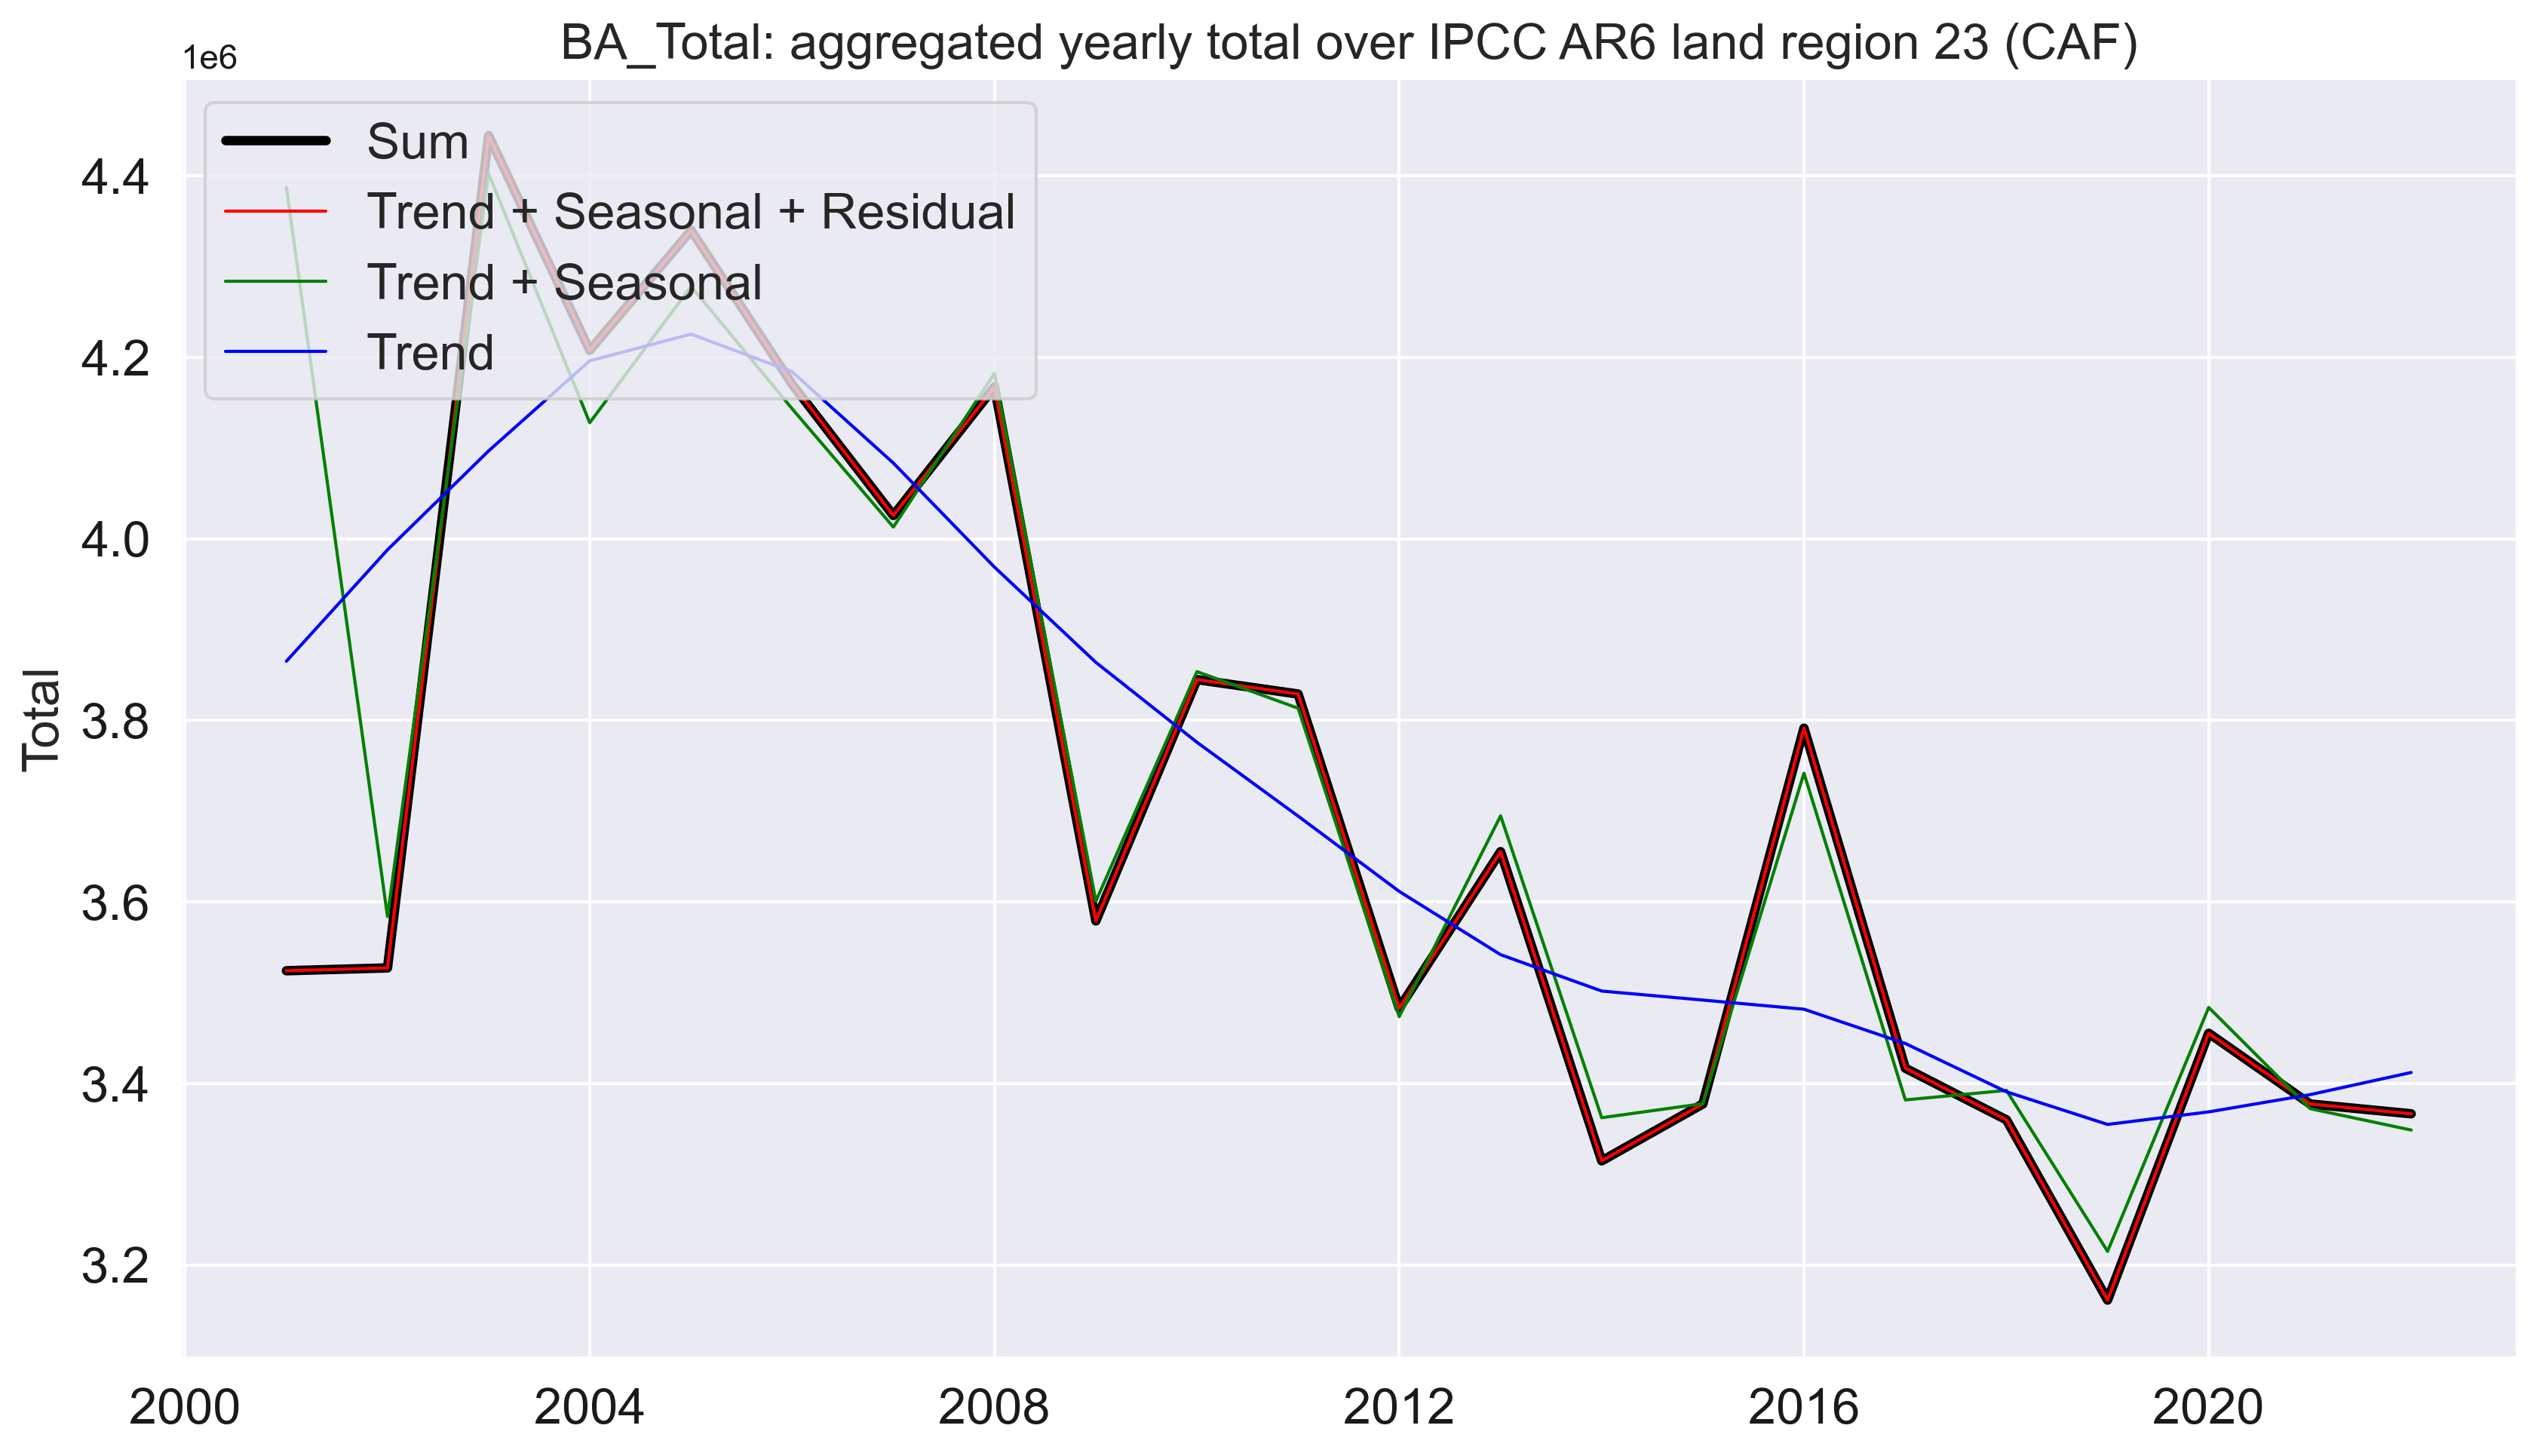 BA_Total: aggregated yearly total over IPCC AR6 land region 23 (CAF)
1e6
Sum
Trend + Seasonal + Residual
Trend + Seasonal
Trend
4.4
4.2
4.0
3.8
3.6
3.4
3.2
Total
2000 2004 2008 2012 2016 2020